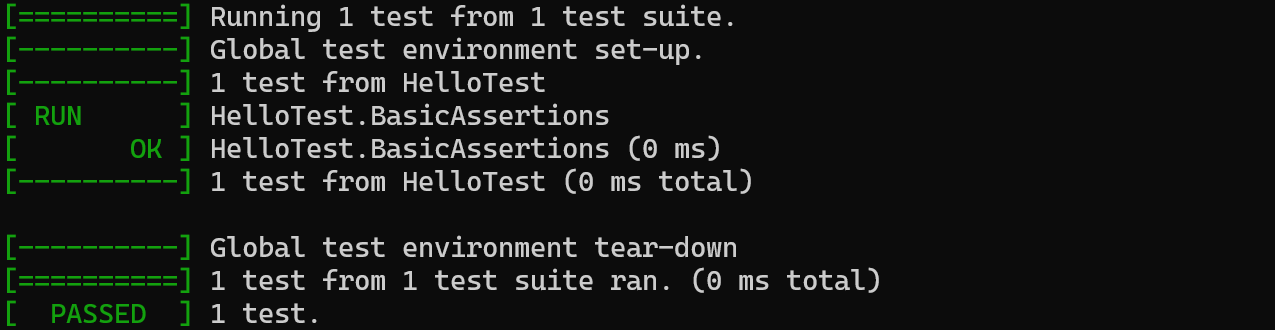 [==========] Running 1 test from 1 test suite.
[----------] Global test environment set-up.
[----------] 1 test from HelloTest
[ RUN      ] HelloTest.BasicAssertions
[       OK ] HelloTest.BasicAssertions (0 ms)
[----------] 1 test from HelloTest (0 ms total)

[----------] Global test environment tear-down
[==========] 1 test from 1 test suite ran. (0 ms total)
[  PASSED  ] 1 test.